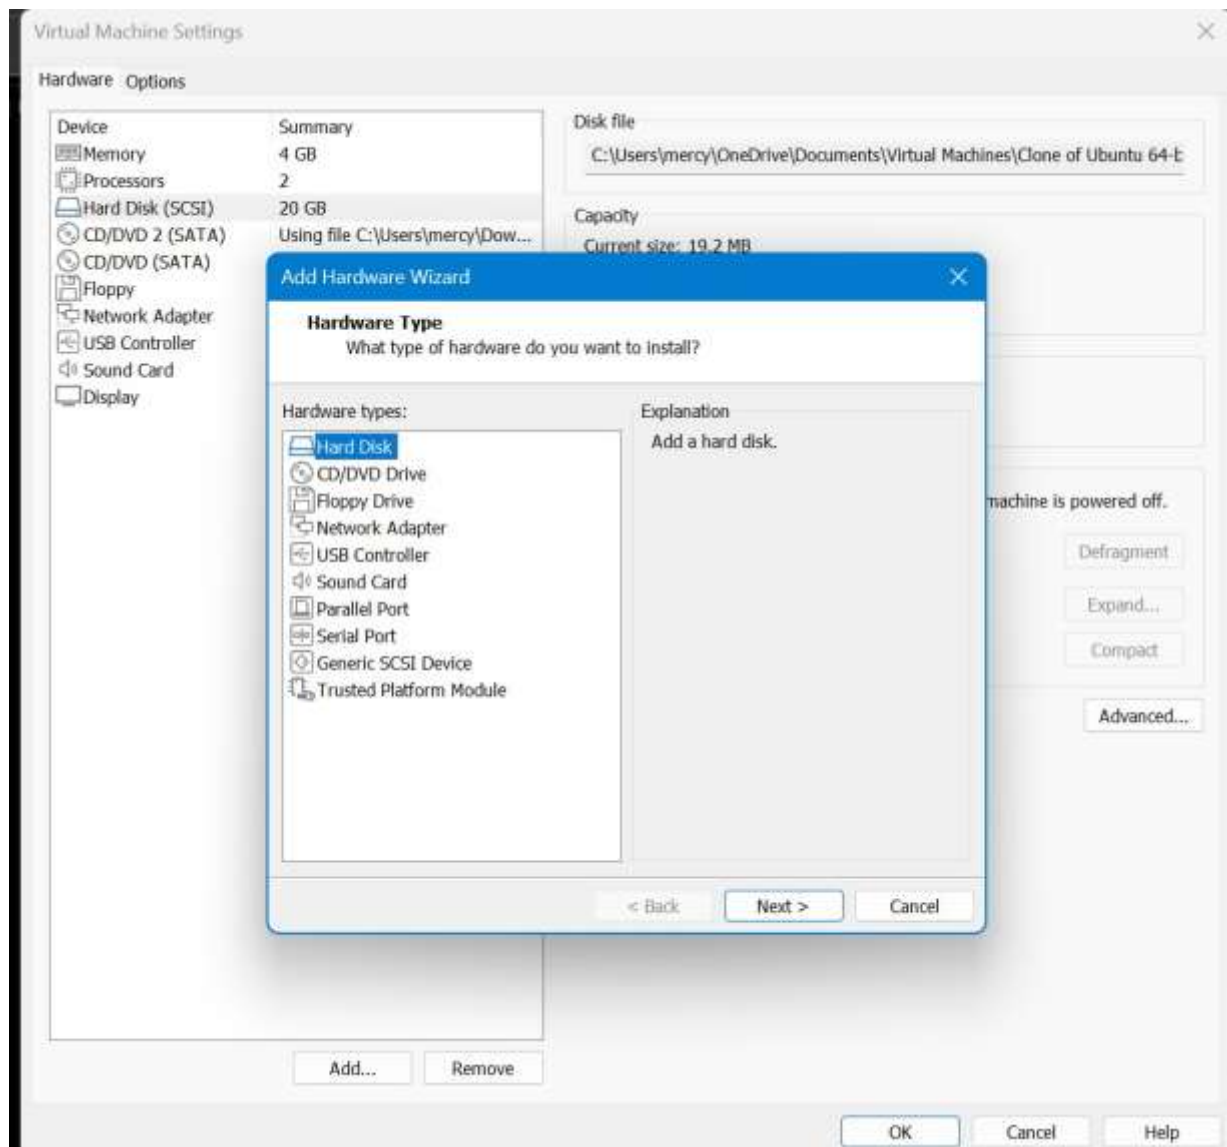 Virtual Machine Settings
Hardware Options
Device Summary
Memory 4 GB
Processors 2
Hard Disk (SCSI) 20 GB
CD/DVD 2 (SATA) Using file C:\Users\mercy\Dow...
CD/DVD (SATA)
Floppy
Network Adapter
USB Controller
Sound Card
Display
Disk file
C:\Users\mercy\OneDrive\Documents\Virtual Machines\Clone of Ubuntu 64-b
Capacity
Current size: 19.2 MB
Add Hardware Wizard
Hardware Type
What type of hardware do you want to install?
Hardware types:
Hard Disk
CD/DVD Drive
Floppy Drive
Network Adapter
USB Controller
Sound Card
Parallel Port
Serial Port
Generic SCSI Device
Trusted Platform Module
Explanation
Add a hard disk.
< Back Next > Cancel
machine is powered off.
Defragment
Expand...
Compact
Advanced...
Add... Remove
OK Cancel Help